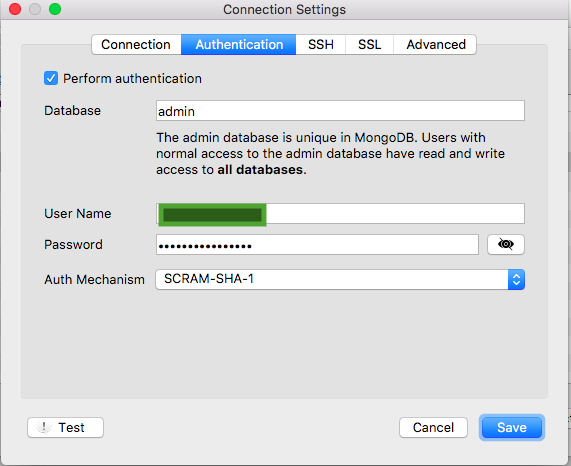 Connection Settings
Connection Authentication SSH SSL Advanced
Perform authentication
Database admin
The admin database is unique in MongoDB. Users with
normal access to the admin database have read and write
access to all databases.
User Name
Password ••••••••••••••••
Auth Mechanism SCRAM-SHA-1
! Test Cancel Save